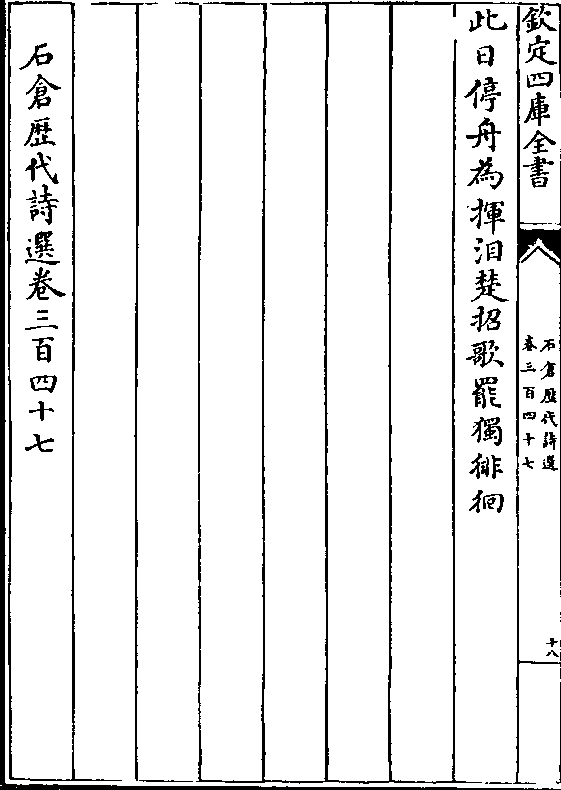 欽定四庫全書
石倉歴代詩選
卷三百四十七
十八
此日停舟為揮泪楚招歌罷獨徘徊
石倉歴代詩選卷三百四十七